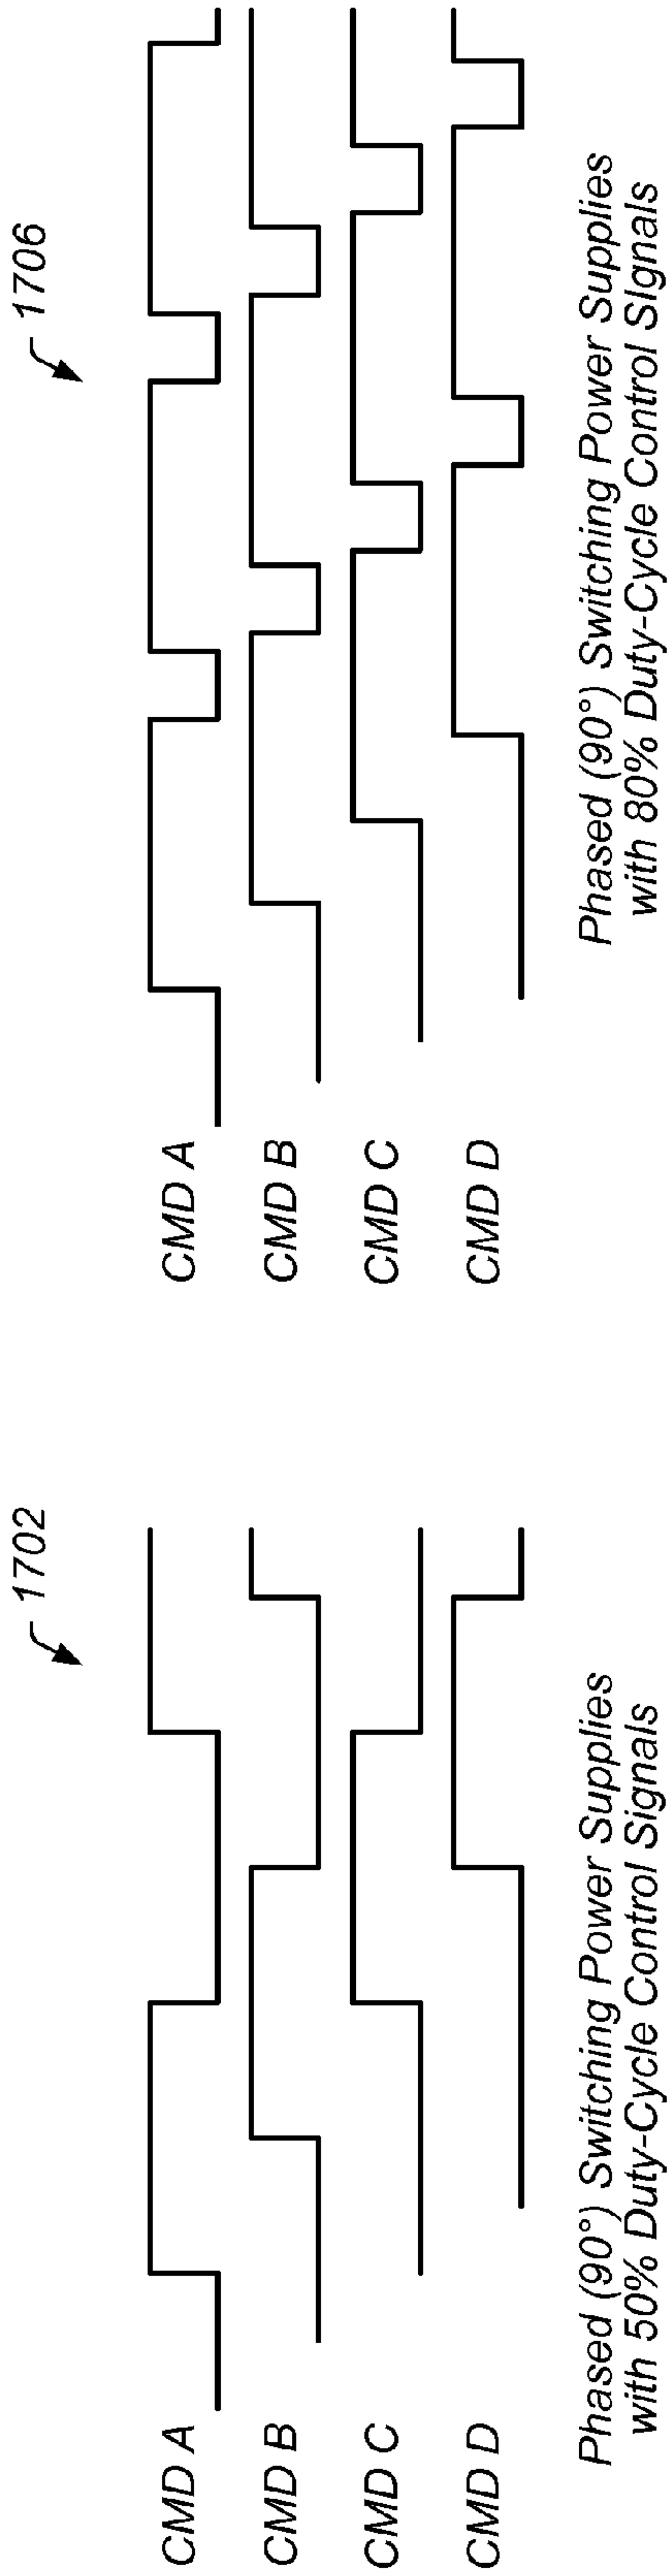 1702
CMD A
CMD B
CMD C
CMD D
Phased (90°) Switching Power Supplies
with 50% Duty-Cycle Control Signals
1706
CMD A
CMD B
CMD C
CMD D
Phased (90°) Switching Power Supplies
with 80% Duty-Cycle Control SIgnals